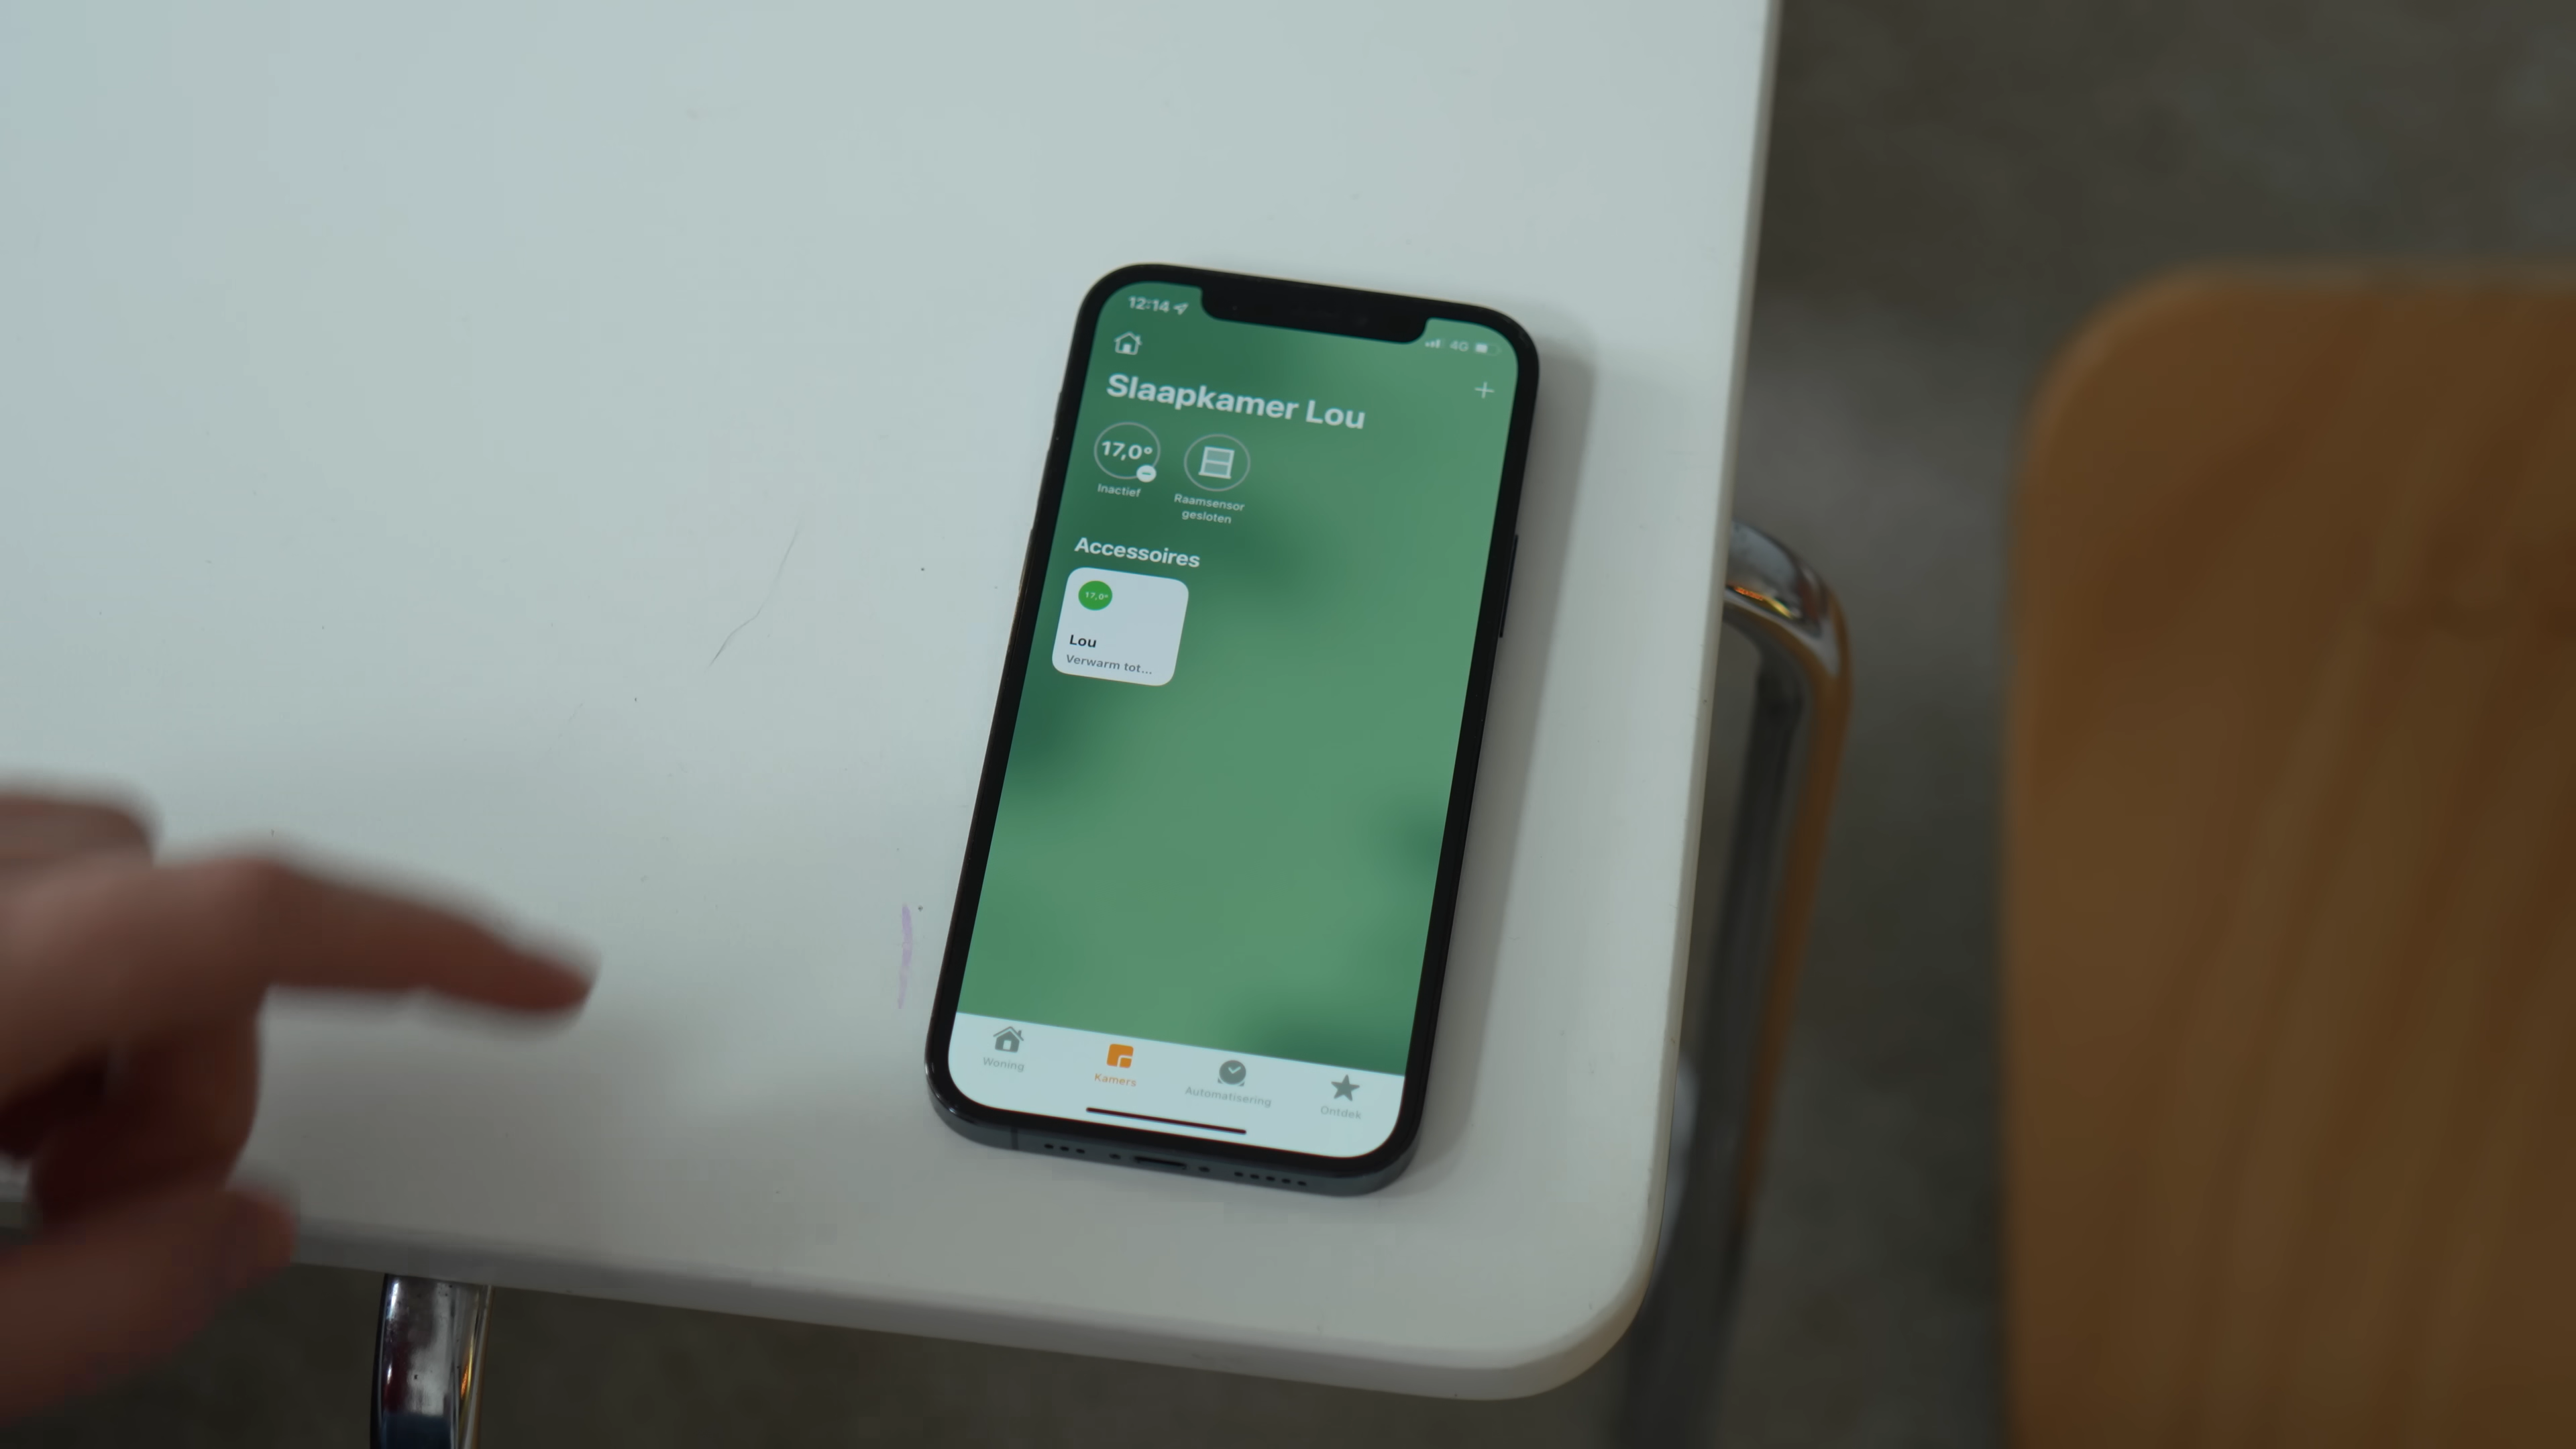 12:14
4G
Slaapkamer Lou
17,0°
Inactief
Raamsensor
gesloten
Accessoires
17,0°
Lou
Verwarm tot...
Woning
Kamers
Automatisering
Ontdek